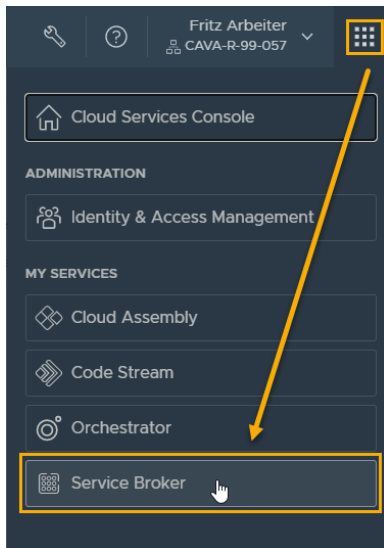 Fritz Arbeiter
CAVA-R-99-057
Cloud Services Console
ADMINISTRATION
Identity & Access Management
MY SERVICES
Cloud Assembly
Code Stream
Orchestrator
Service Broker